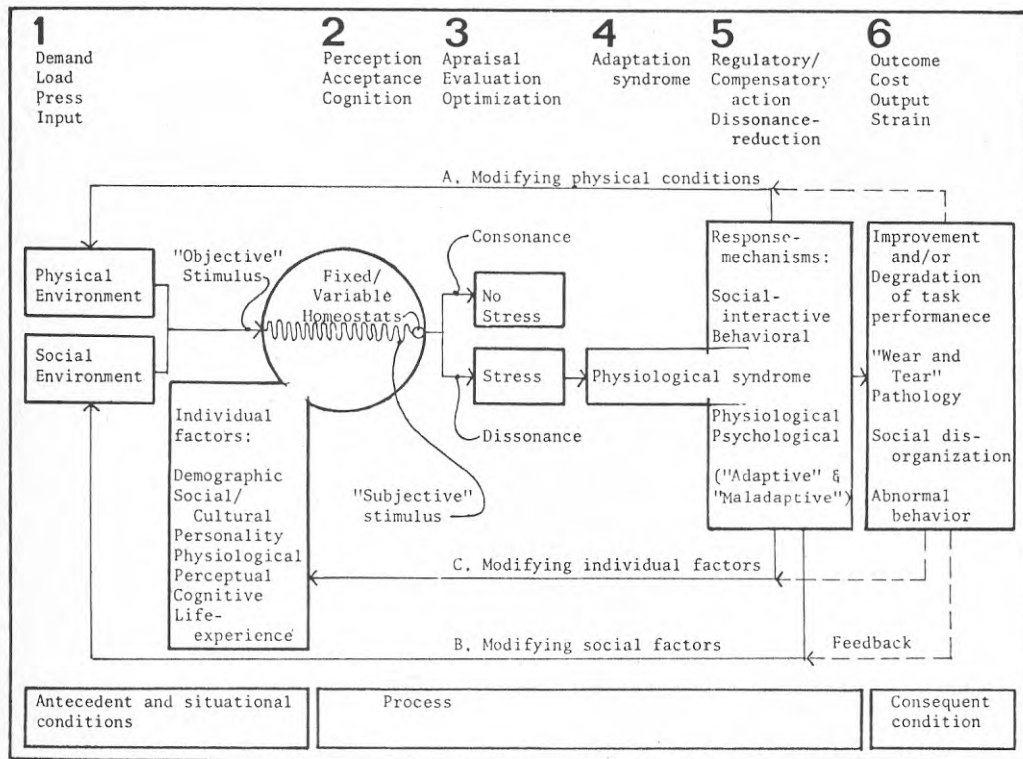 1
Demand
Load
Press
Input
2
Perception
Acceptance
Cognition
3
Apraisal
Evaluation
Optimization
4
Adaptation
syndrome
5
Regulatory/
Compensatory
action
Dissonance-
reduction
6
Outcome
Cost
Output
Strain
A. Modifying physical conditions
Physical
Environment
Social
Environment
"Objective"
Stimulus
Fixed/
Variable
Homeostats
Consonance
No
Stress
Stress
Dissonance
"Subjective"
stimulus
Physiological syndrome
Individual
factors:
Demographic
Social/
Cultural
Personality
Physiological
Perceptual
Cognitive
Life-
experience
Response-
mechanisms:
Social-
interactive
Behavioral
Physiological
Psychological
("Adaptive" &
"Maladaptive")
Improvement
and/or
Degradation
of task
performanece
"Wear and
Tear"
Pathology
Social dis-
organization
Abnormal
behavior
C. Modifying individual factors
B. Modifying social factors
Feedback
Antecedent and situational
conditions
Process
Consequent
condition